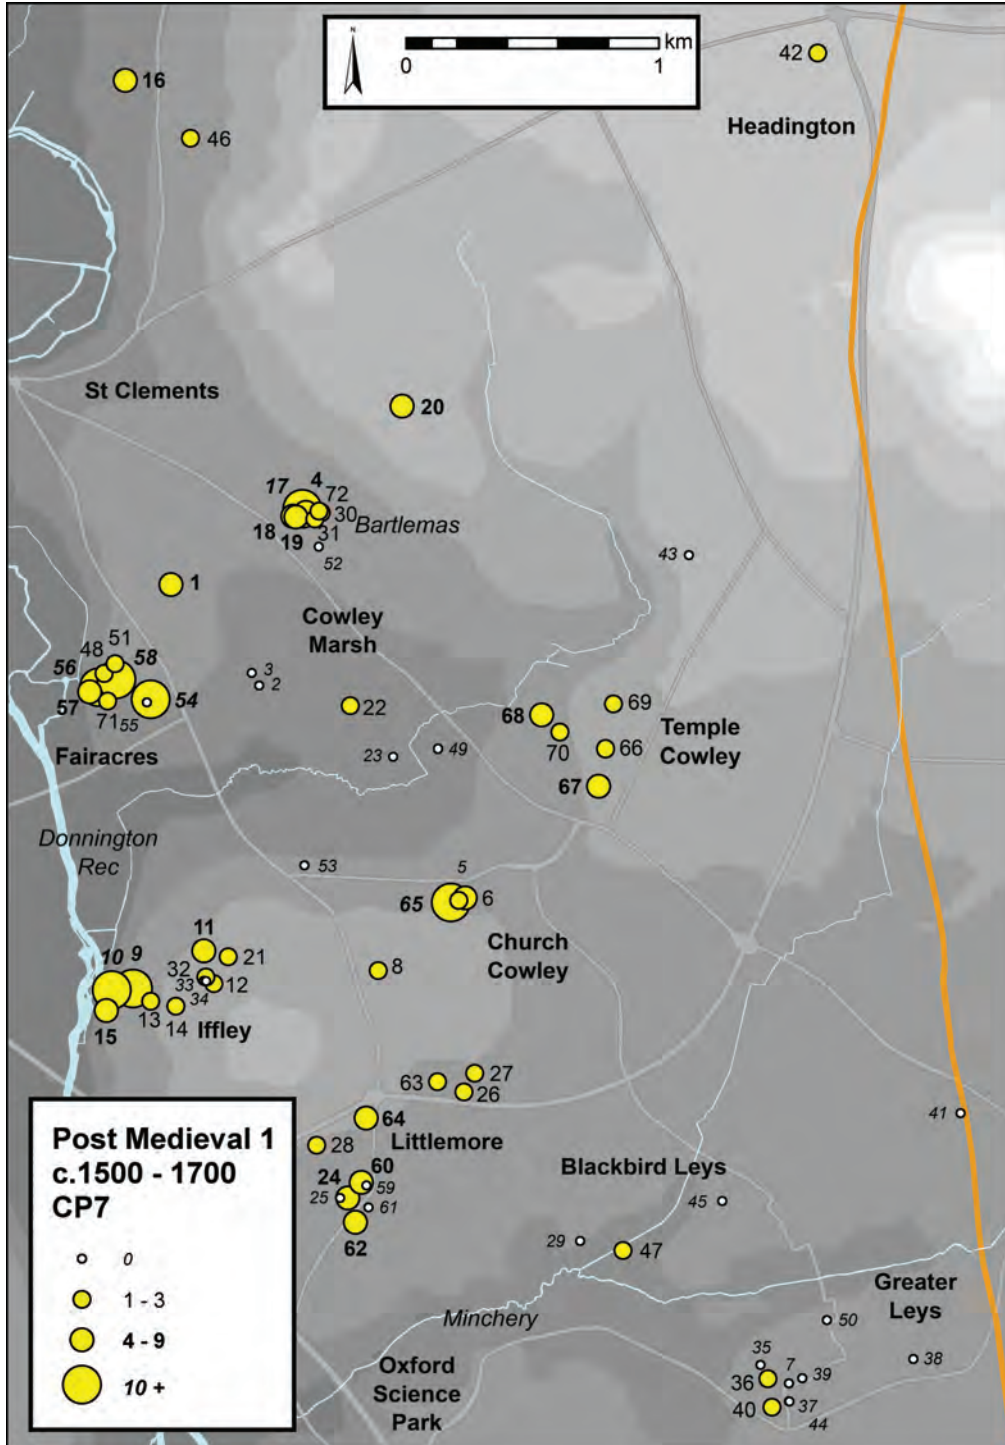 N
km
0
1
16
46
42
Headington
St Clements
20
17
4
72
30
18
19
31
Bartlemas
52
43
1
Cowley
Marsh
3
2
51
48
58
56
54
57
71
55
Fairacres
22
23
49
69
68
70
66
67
Temple
Cowley
Donnington
Rec
53
5
65
6
Church
Cowley
11
21
10
9
32
33
12
34
13
14
15
Iffley
8
27
63
26
64
Littlemore
28
60
24
59
25
61
62
41
Blackbird Leys
45
29
47
Greater
Leys
Minchery
50
Oxford
Science
Park
35
7
39
38
36
37
40
44
Post Medieval 1
c.1500 - 1700
CP7
0
1 - 3
4 - 9
10 +